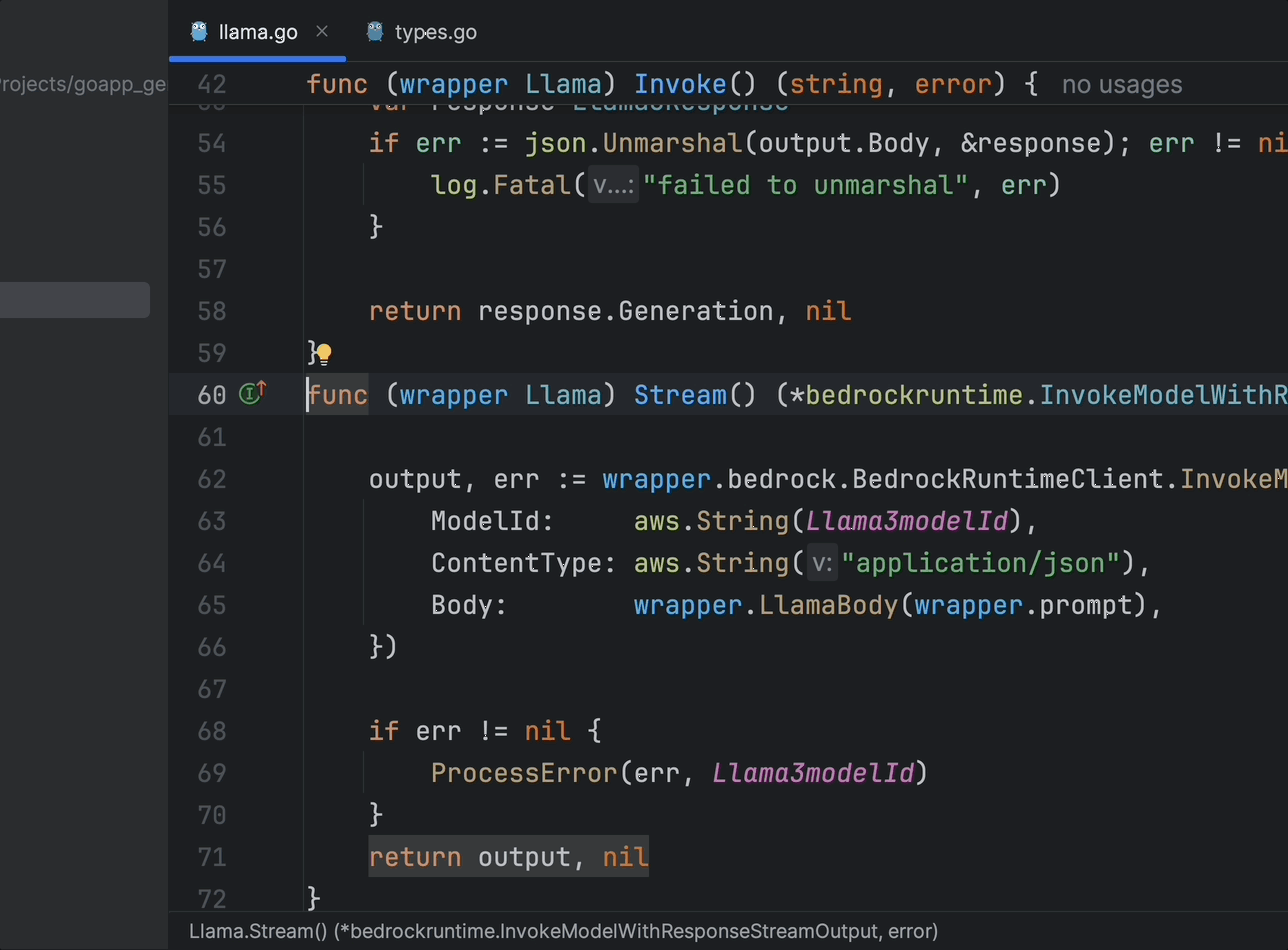 llama.go
types.go
rojects/goapp_ge
42 func (wrapper Llama) Invoke() (string, error) { no usages
var response Llama3Response
54 if err := json.Unmarshal(output.Body, &response); err != ni
55 log.Fatal( v...: "failed to unmarshal", err)
56 }
57
58 return response.Generation, nil
59 }
60 func (wrapper Llama) Stream() (*bedrockruntime.InvokeModelWithR
61
62 output, err := wrapper.bedrock.BedrockRuntimeClient.InvokeM
63 ModelId: aws.String(Llama3modelId),
64 ContentType: aws.String( v: "application/json"),
65 Body: wrapper.LlamaBody(wrapper.prompt),
66 })
67
68 if err != nil {
69 ProcessError(err, Llama3modelId)
70 }
71 return output, nil
72 }
Llama.Stream() (*bedrockruntime.InvokeModelWithResponseStreamOutput, error)